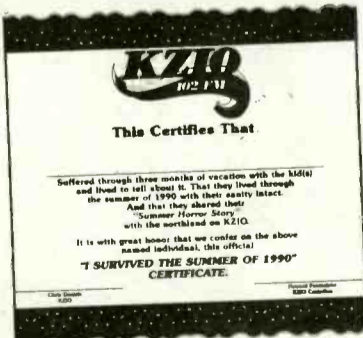 KZIO
102 FM
This Certifies That
Suffered through three months of vacation with the kid(s)
and lived to tell about it. That they lived through
the summer of 1990 with their sanity intact.
And that they shared their
"Summer Horror Story"
with the northland on KZIO.
It is with great honor that we confer on the above
named individual, this official
"I SURVIVED THE SUMMER OF 1990"
CERTIFICATE.
KZIO
KZIO